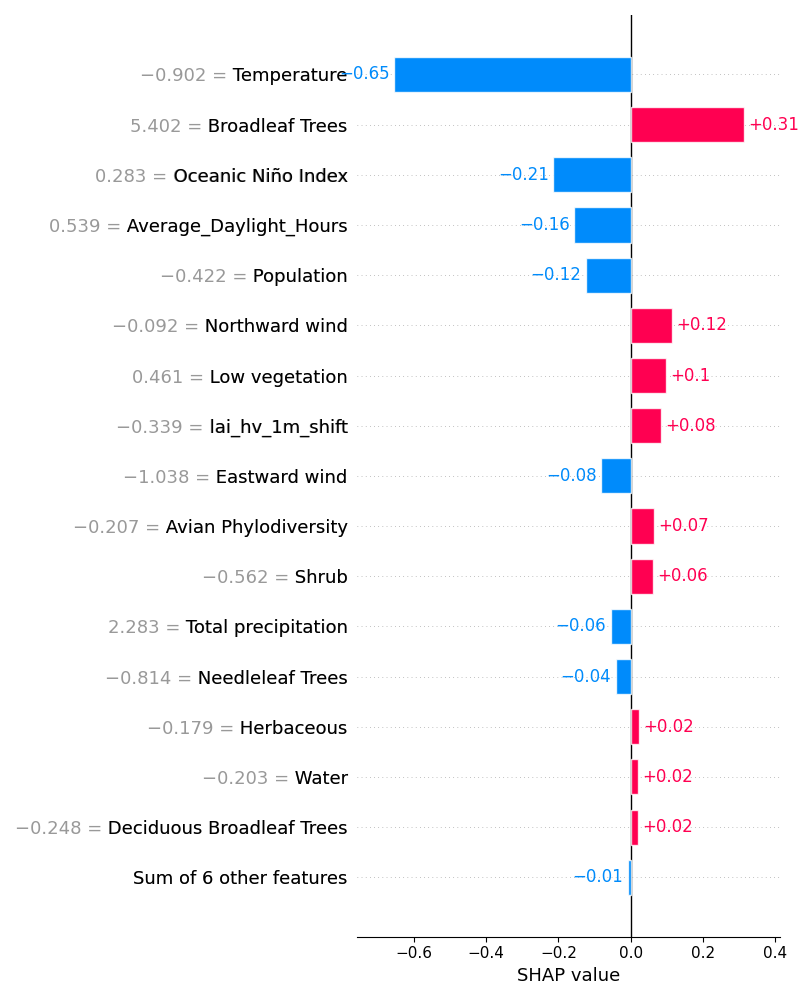 −0.902 = Temperature −0.65
5.402 = Broadleaf Trees +0.31
0.283 = Oceanic Niño Index −0.21
0.539 = Average_Daylight_Hours −0.16
−0.422 = Population −0.12
−0.092 = Northward wind +0.12
0.461 = Low vegetation +0.1
−0.339 = lai_hv_1m_shift +0.08
−1.038 = Eastward wind −0.08
−0.207 = Avian Phylodiversity +0.07
−0.562 = Shrub +0.06
2.283 = Total precipitation −0.06
−0.814 = Needleleaf Trees −0.04
−0.179 = Herbaceous +0.02
−0.203 = Water +0.02
−0.248 = Deciduous Broadleaf Trees +0.02
Sum of 6 other features −0.01
−0.6 −0.4 −0.2 0.0 0.2 0.4
SHAP value